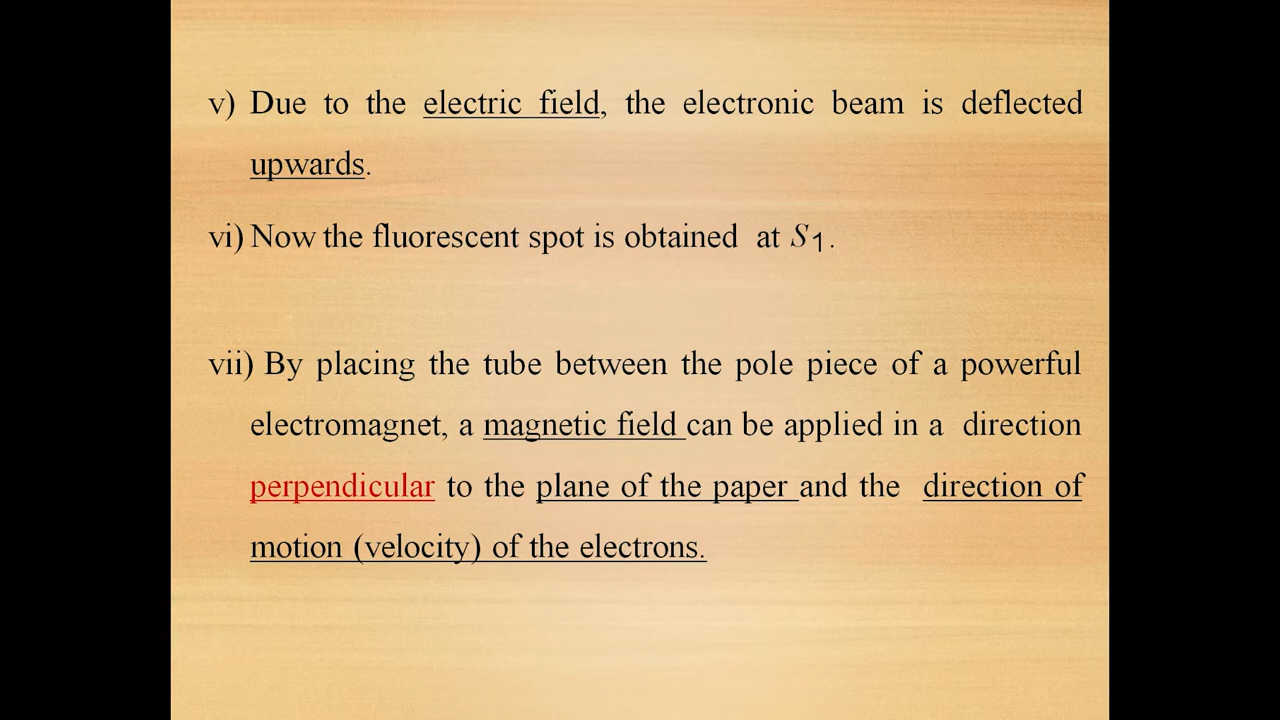 v) Due to the electric field, the electronic beam is deflected
upwards.
vi) Now the fluorescent spot is obtained at S1.
vii) By placing the tube between the pole piece of a powerful
electromagnet, a magnetic field can be applied in a direction
perpendicular to the plane of the paper and the direction of
motion (velocity) of the electrons.